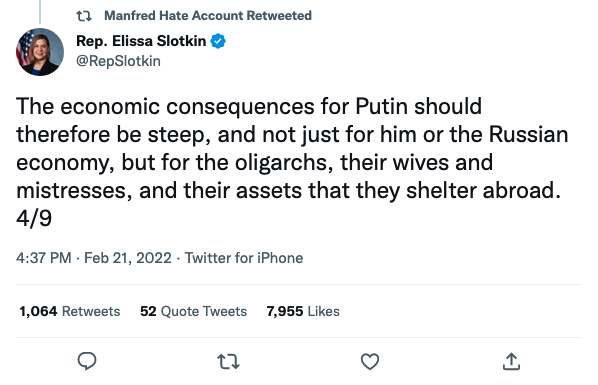 Manfred Hate Account Retweeted
Rep. Elissa Slotkin
@RepSlotkin
The economic consequences for Putin should
therefore be steep, and not just for him or the Russian
economy, but for the oligarchs, their wives and
mistresses, and their assets that they shelter abroad.
4/9
4:37 PM · Feb 21, 2022 · Twitter for iPhone
1,064 Retweets 52 Quote Tweets 7,955 Likes